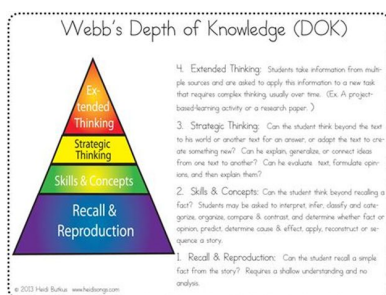 Webb's Depth of Knowledge (DOK)
Ex-
tended
Thinking
Strategic
Thinking
Skills & Concepts
Recall &
Reproduction
4. Extended Thinking: Students take information from multi-
ple sources and are asked to apply this information to a new task
that requires complex thinking, usually over time. (Ex. A project-
based-learning activity or a research paper. )
3. Strategic Thinking: Can the student think beyond the text
to his world or another text for an answer, or adapt the text to cre-
ate something new? Can he explain, generalize, or connect ideas
from one text to another? Can he evaluate text, formulate opin-
ions, and then explain them?
2. Skills & Concepts: Can the student think beyond recalling a
fact? Students may be asked to interpret, infer, classify and cate-
gorize, organize, compare & contrast, and determine whether fact or
opinion, predict, determine cause & effect, apply, reconstruct or se-
quence a story.
1. Recall & Reproduction: Can the student recall a simple
fact from the story? Requires a shallow understanding and no
analysis.
© 2013 Heidi Butkus www.heidisongs.com